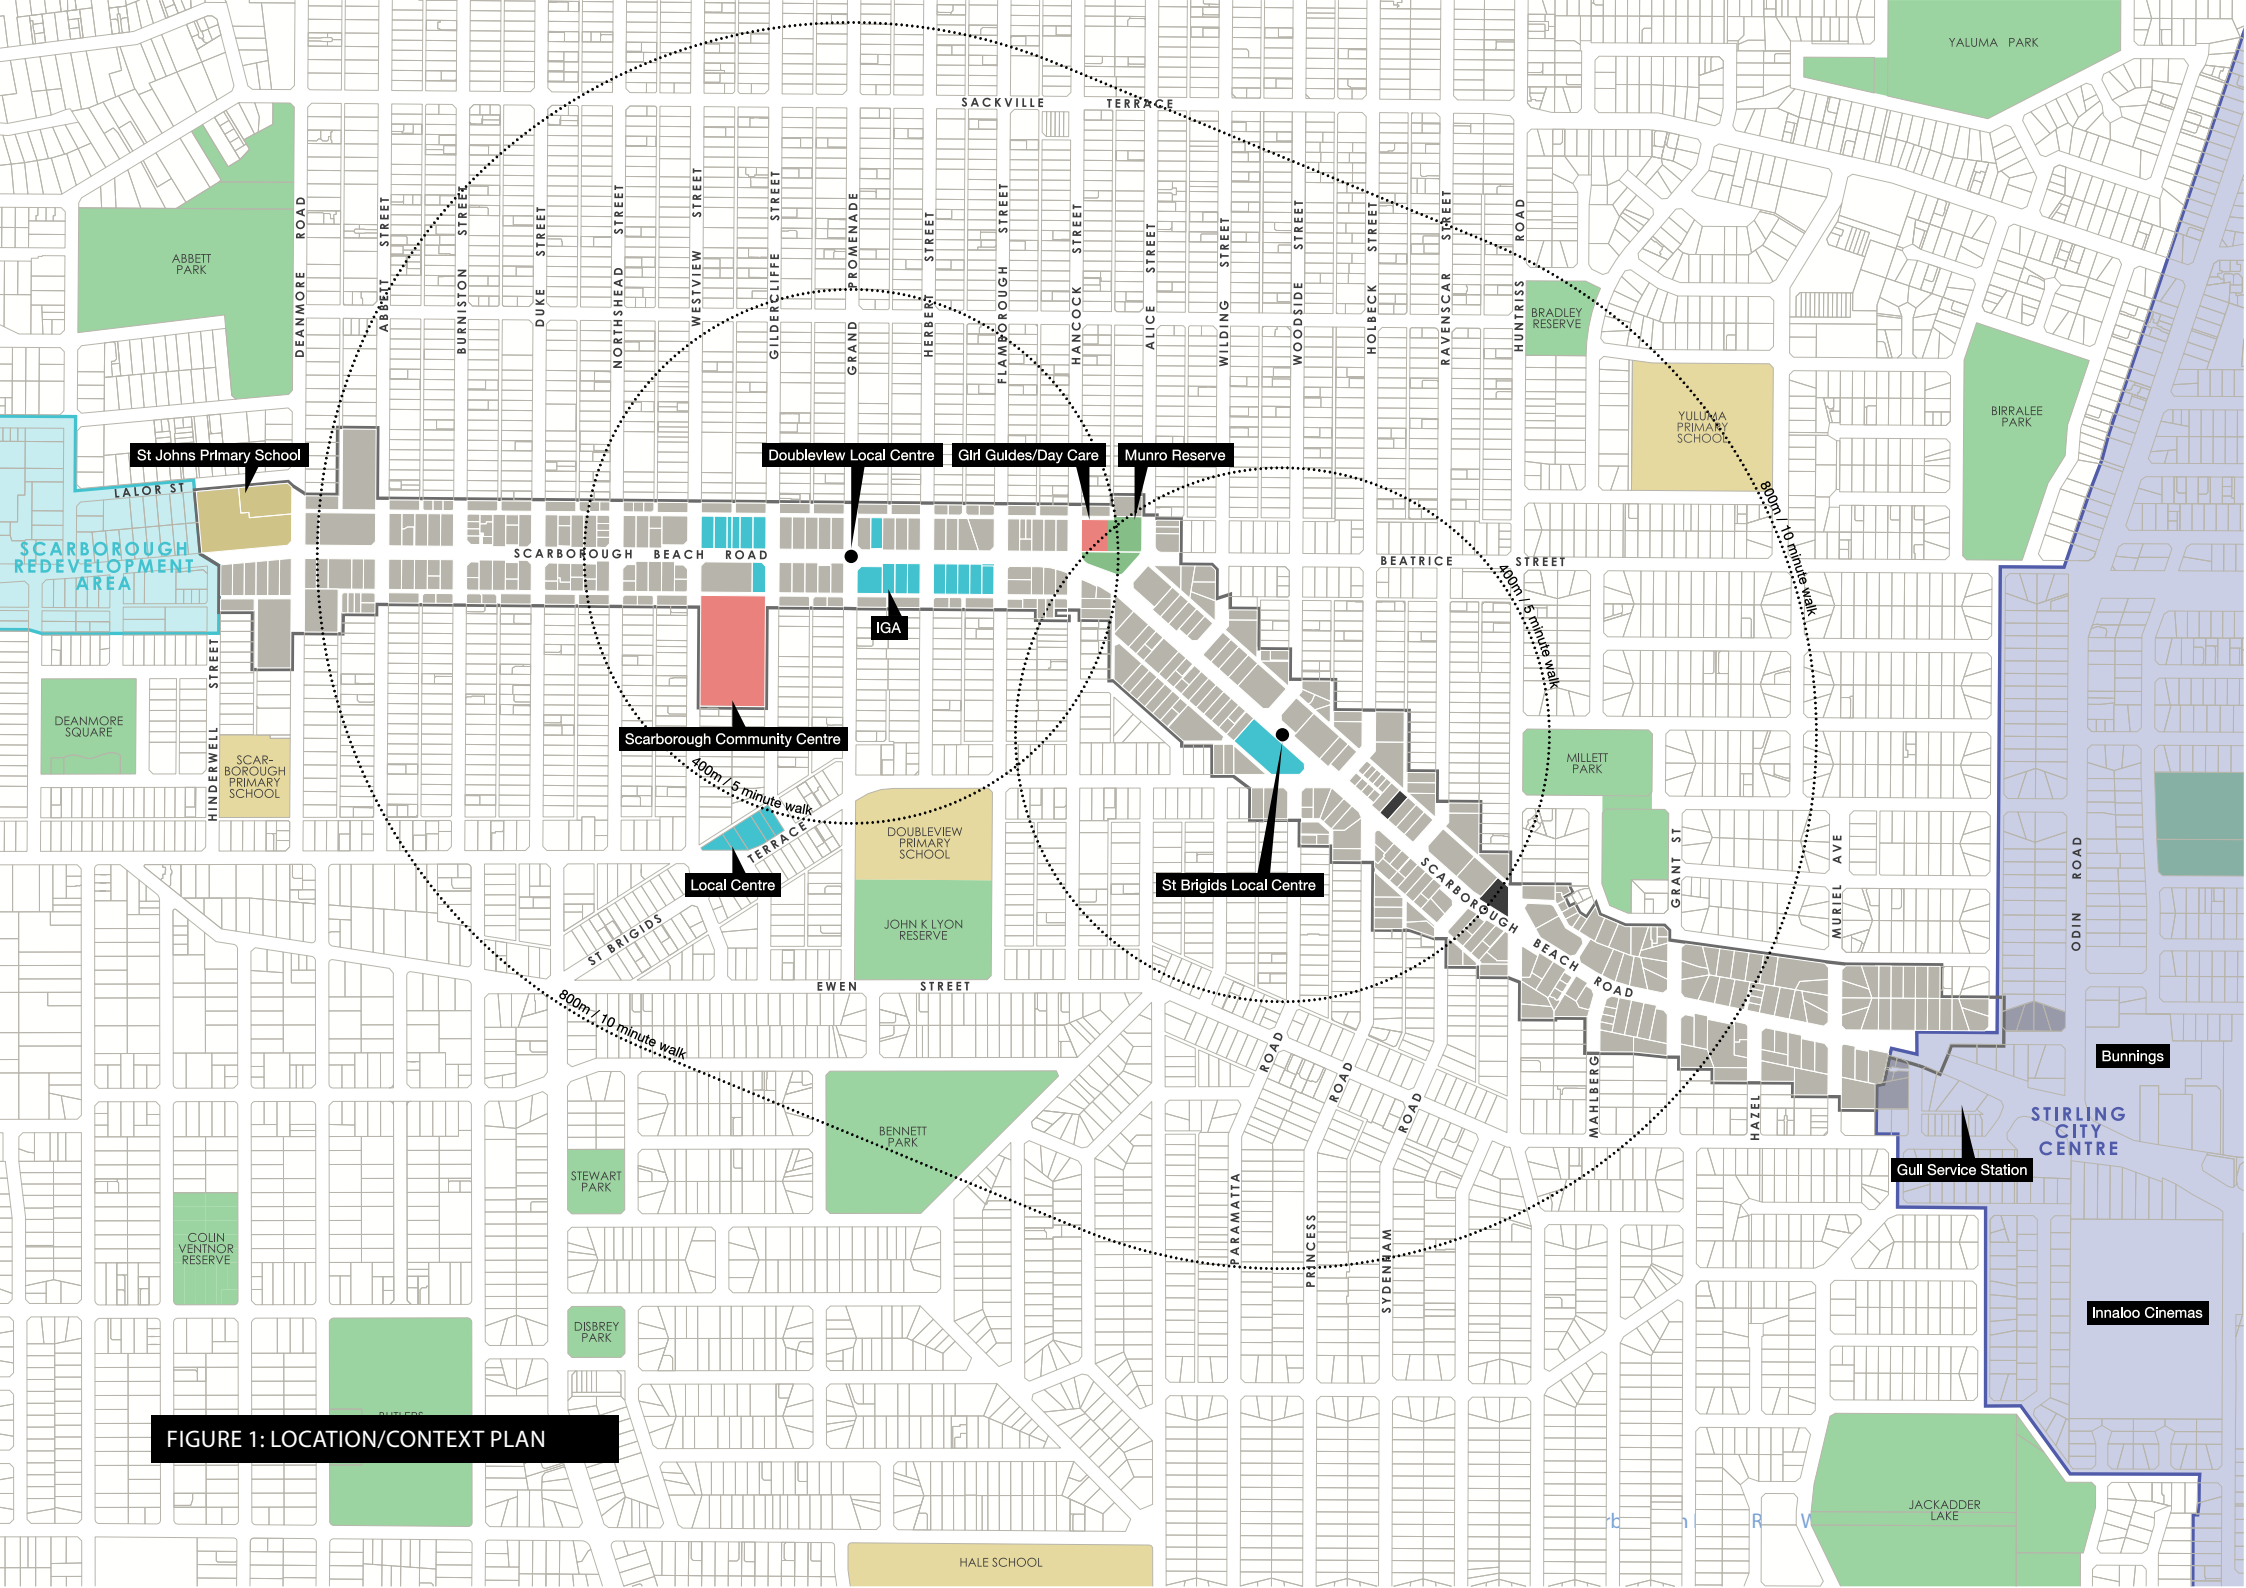 YALUMA PARK
SACKVILLE TERRACE
ABBETT
PARK
DEANMORE ROAD
ABBETT STREET
BURNISTON STREET
DUKE STREET
NORTHSHEAD STREET
WESTVIEW STREET
GILDERCLIFFE STREET
GRAND PROMENADE
HERBERT STREET
FLAMBOROUGH STREET
HANCOCK STREET
ALICE STREET
WILDING STREET
WOODSIDE STREET
HOLBECK STREET
RAVENSCAR STREET
HUNTRISS ROAD
BRADLEY
RESERVE
YULUMA
PRIMARY
SCHOOL
BIRRALEE
PARK
St Johns PrImary School
Doubleview Local Centre
GIrl GuIdes/Day Care
Munro Reserve
LALOR ST
SCARBOROUGH
REDEVELOPMENT
AREA
SCARBOROUGH BEACH ROAD
BEATRICE STREET
800m / 10 minute walk
400m / 5 minute walk
IGA
HINDERWELL STREET
DEANMORE
SQUARE
SCAR-
BOROUGH
PRIMARY
SCHOOL
Scarborough Community Centre
400m / 5 minute walk
MILLETT
PARK
DOUBLEVIEW
PRIMARY
SCHOOL
Local Centre
ST BRIGIDS TERRACE
St Brigids Local Centre
JOHN K LYON
RESERVE
GRANT ST
MURIEL AVE
ODIN ROAD
SCARBOROUGH BEACH ROAD
EWEN STREET
800m / 10 minute walk
ROAD
ROAD
ROAD
MAHLBERG
HAZEL
Bunnings
STIRLING
CITY
CENTRE
Gull Service Station
BENNETT
PARK
STEWART
PARK
PARAMATTA
PRINCESS
SYDENHAM
COLIN
VENTNOR
RESERVE
DISBREY
PARK
Innaloo Cinemas
FIGURE 1: LOCATION/CONTEXT PLAN
JACKADDER
LAKE
HALE SCHOOL